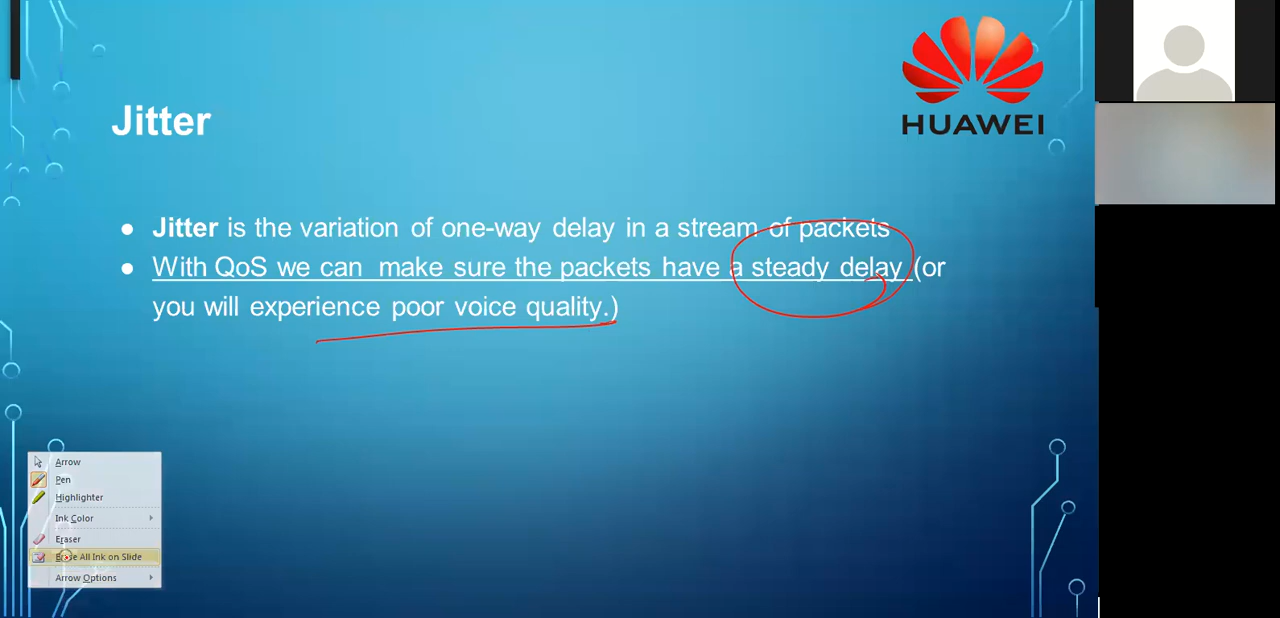 HUAWEI
Jitter
● Jitter is the variation of one-way delay in a stream of packets
● With QoS we can make sure the packets have a steady delay (or
you will experience poor voice quality.)
Arrow
Pen
Highlighter
Ink Color
Eraser
Erase All Ink on Slide
Arrow Options